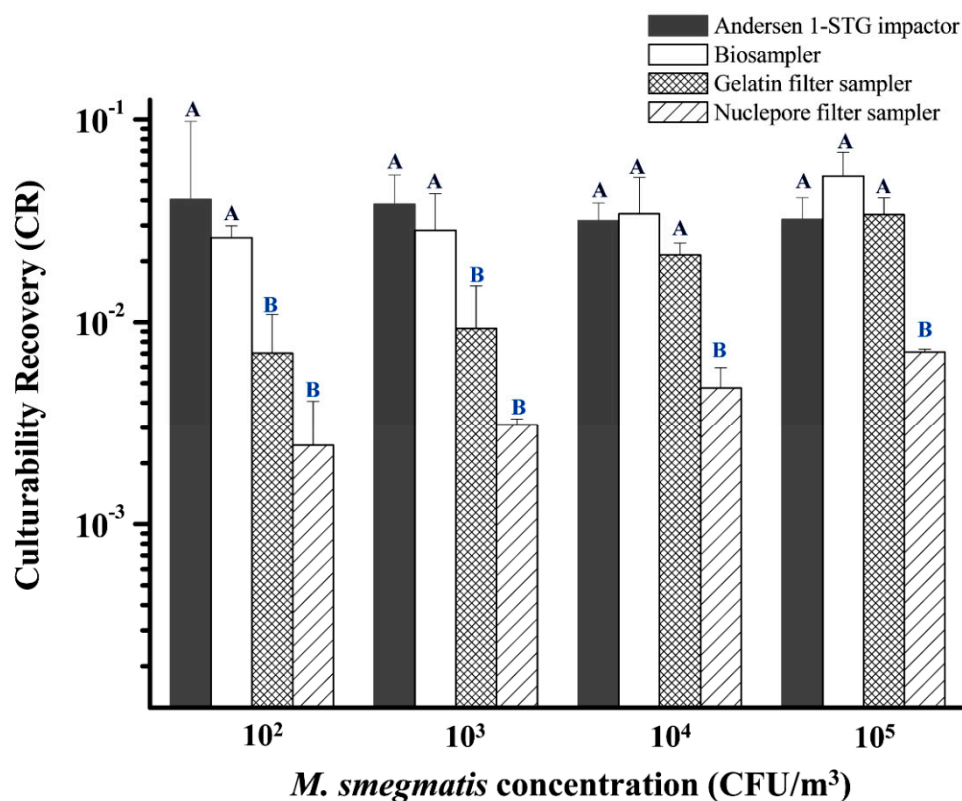 Andersen 1-STG impactor
Biosampler
Gelatin filter sampler
Nuclepore filter sampler
Culturability Recovery (CR)
10⁻¹
10⁻²
10⁻³
A A B B
A A B B
A A A B
A A A B
10² 10³ 10⁴ 10⁵
M. smegmatis concentration (CFU/m³)